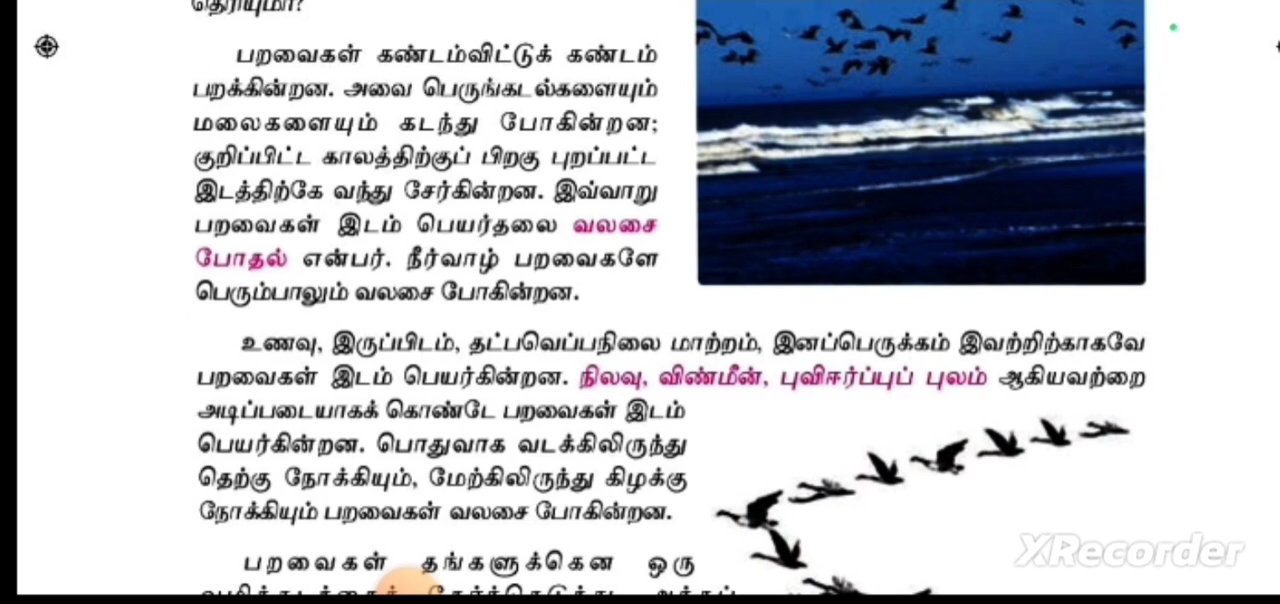 தெரியுமா?
பறவைகள் கண்டம்விட்டுக் கண்டம்
பறக்கின்றன. அவை பெருங்கடல்களையும்
மலைகளையும் கடந்து போகின்றன;
குறிப்பிட்ட காலத்திற்குப் பிறகு புறப்பட்ட
இடத்திற்கே வந்து சேர்கின்றன. இவ்வாறு
பறவைகள் இடம் பெயர்தலை வலசை
போதல் என்பர். நீர்வாழ் பறவைகளே
பெரும்பாலும் வலசை போகின்றன.
உணவு, இருப்பிடம், தட்பவெப்பநிலை மாற்றம், இனப்பெருக்கம் இவற்றிற்காகவே
பறவைகள் இடம் பெயர்கின்றன. நிலவு, விண்மீன், புவிஈர்ப்புப் புலம் ஆகியவற்றை
அடிப்படையாகக் கொண்டே பறவைகள் இடம்
பெயர்கின்றன. பொதுவாக வடக்கிலிருந்து
தெற்கு நோக்கியும், மேற்கிலிருந்து கிழக்கு
நோக்கியும் பறவைகள் வலசை போகின்றன.
பறவைகள் தங்களுக்கென ஒரு
XRecorder